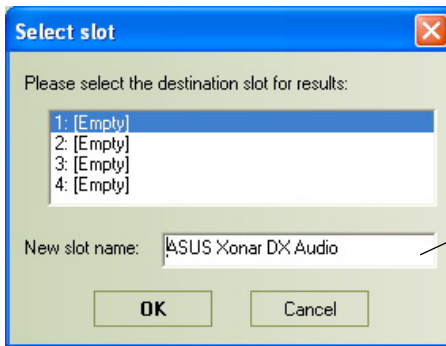 Select slot
Please select the destination slot for results:
1: [Empty]
2: [Empty]
3: [Empty]
4: [Empty]
New slot name: ASUS Xonar DX Audio
OK Cancel